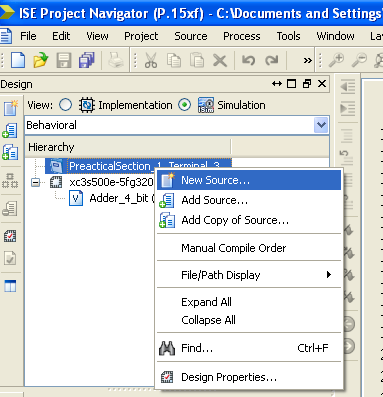 ISE Project Navigator (P.15xf) - C:\Documents and Settings
File Edit View Project Source Process Tools Window
Design
View: Implementation Simulation
Behavioral
Hierarchy
PreacticalSection_1_Terminal_3
xc3s500e-5fg320
Adder_4_bit (
New Source...
Add Source...
Add Copy of Source...
Manual Compile Order
File/Path Display
Expand All
Collapse All
Find... Ctrl+F
Design Properties...